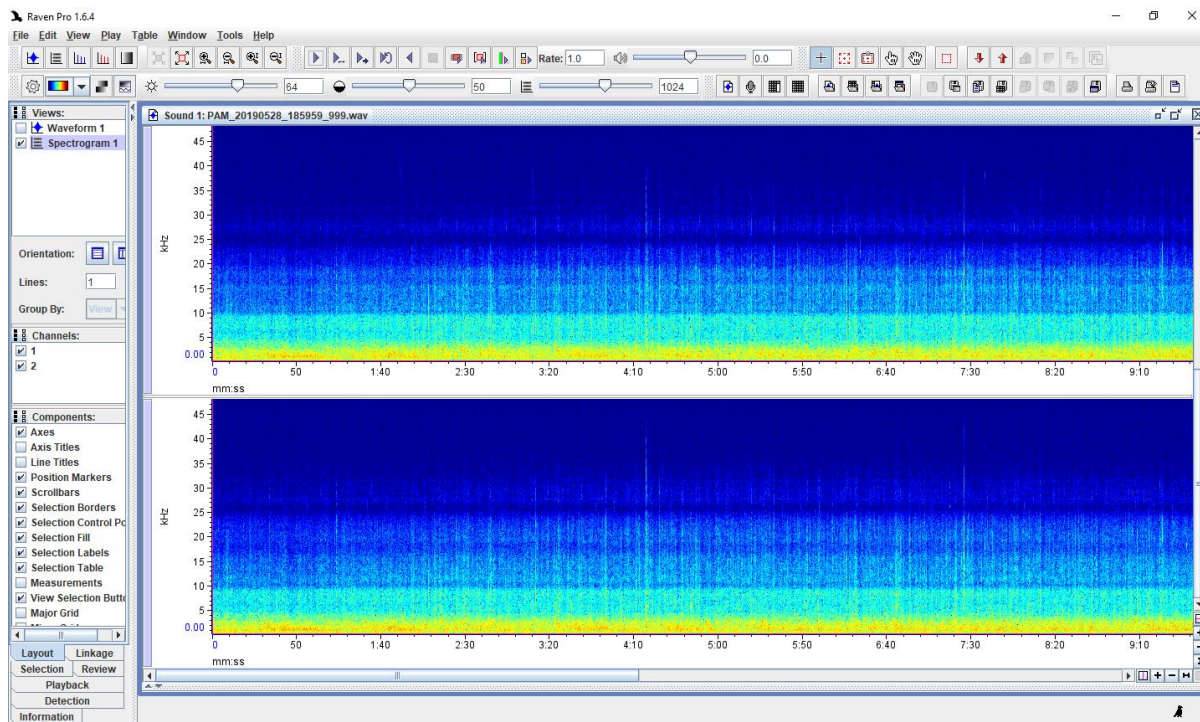 Raven Pro 1.6.4
File Edit View Play Table Window Tools Help
Rate: 1.0 0.0
64 50 1024
Views:
Waveform 1
Spectrogram 1
Orientation:
Lines: 1
Group By: View
Channels:
1
2
Components:
Axes
Axis Titles
Line Titles
Position Markers
Scrollbars
Selection Borders
Selection Control Po
Selection Fill
Selection Labels
Selection Table
Measurements
View Selection Butto
Major Grid
Layout Linkage
Selection Review
Playback
Detection
Information
Sound 1: PAM_20190528_185959_999.wav
45
40
35
30
25
20
15
10
5
0.00
kHz
0 50 1:40 2:30 3:20 4:10 5:00 5:50 6:40 7:30 8:20 9:10
mm:ss
45
40
35
30
25
20
15
10
5
0.00
kHz
0 50 1:40 2:30 3:20 4:10 5:00 5:50 6:40 7:30 8:20 9:10
mm:ss